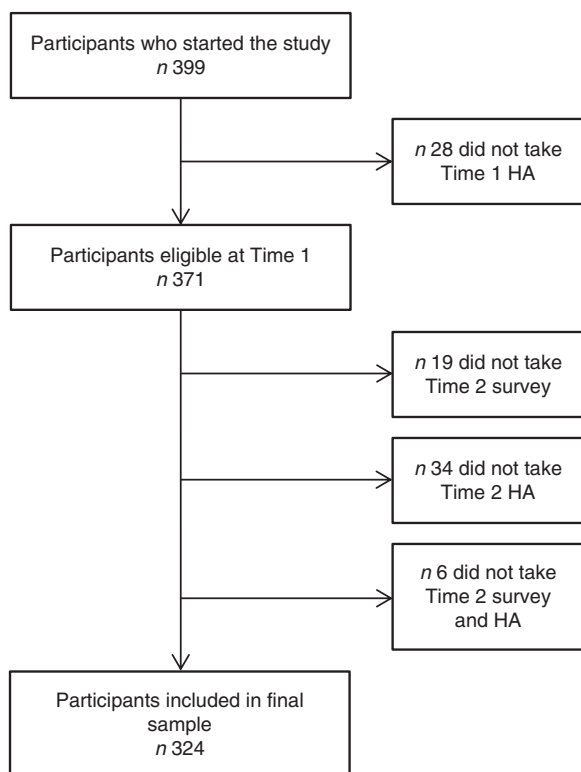 Participants who started the study
n 399
n 28 did not take
Time 1 HA
Participants eligible at Time 1
n 371
n 19 did not take
Time 2 survey
n 34 did not take
Time 2 HA
n 6 did not take
Time 2 survey
and HA
Participants included in final
sample
n 324